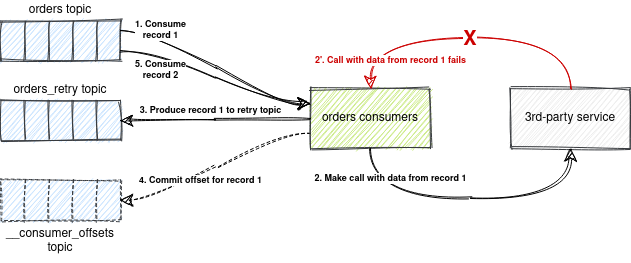 orders topic
1. Consume
record 1
5. Consume
record 2
X
2'. Call with data from record 1 fails
orders_retry topic
3. Produce record 1 to retry topic
orders consumers
3rd-party service
4. Commit offset for record 1
2. Make call with data from record 1
__consumer_offsets
topic